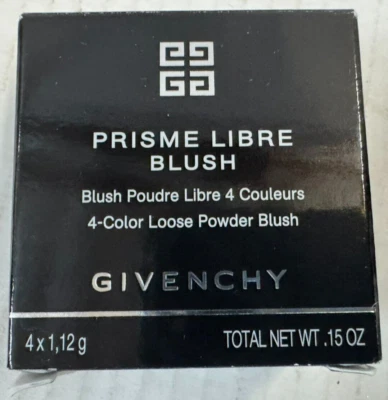 PRISME LIBRE
BLUSH
Blush Poudre Libre 4 Couleurs
4-Color Loose Powder Blush
GIVENCHY
4 x 1,12 g TOTAL NET WT .15 OZ